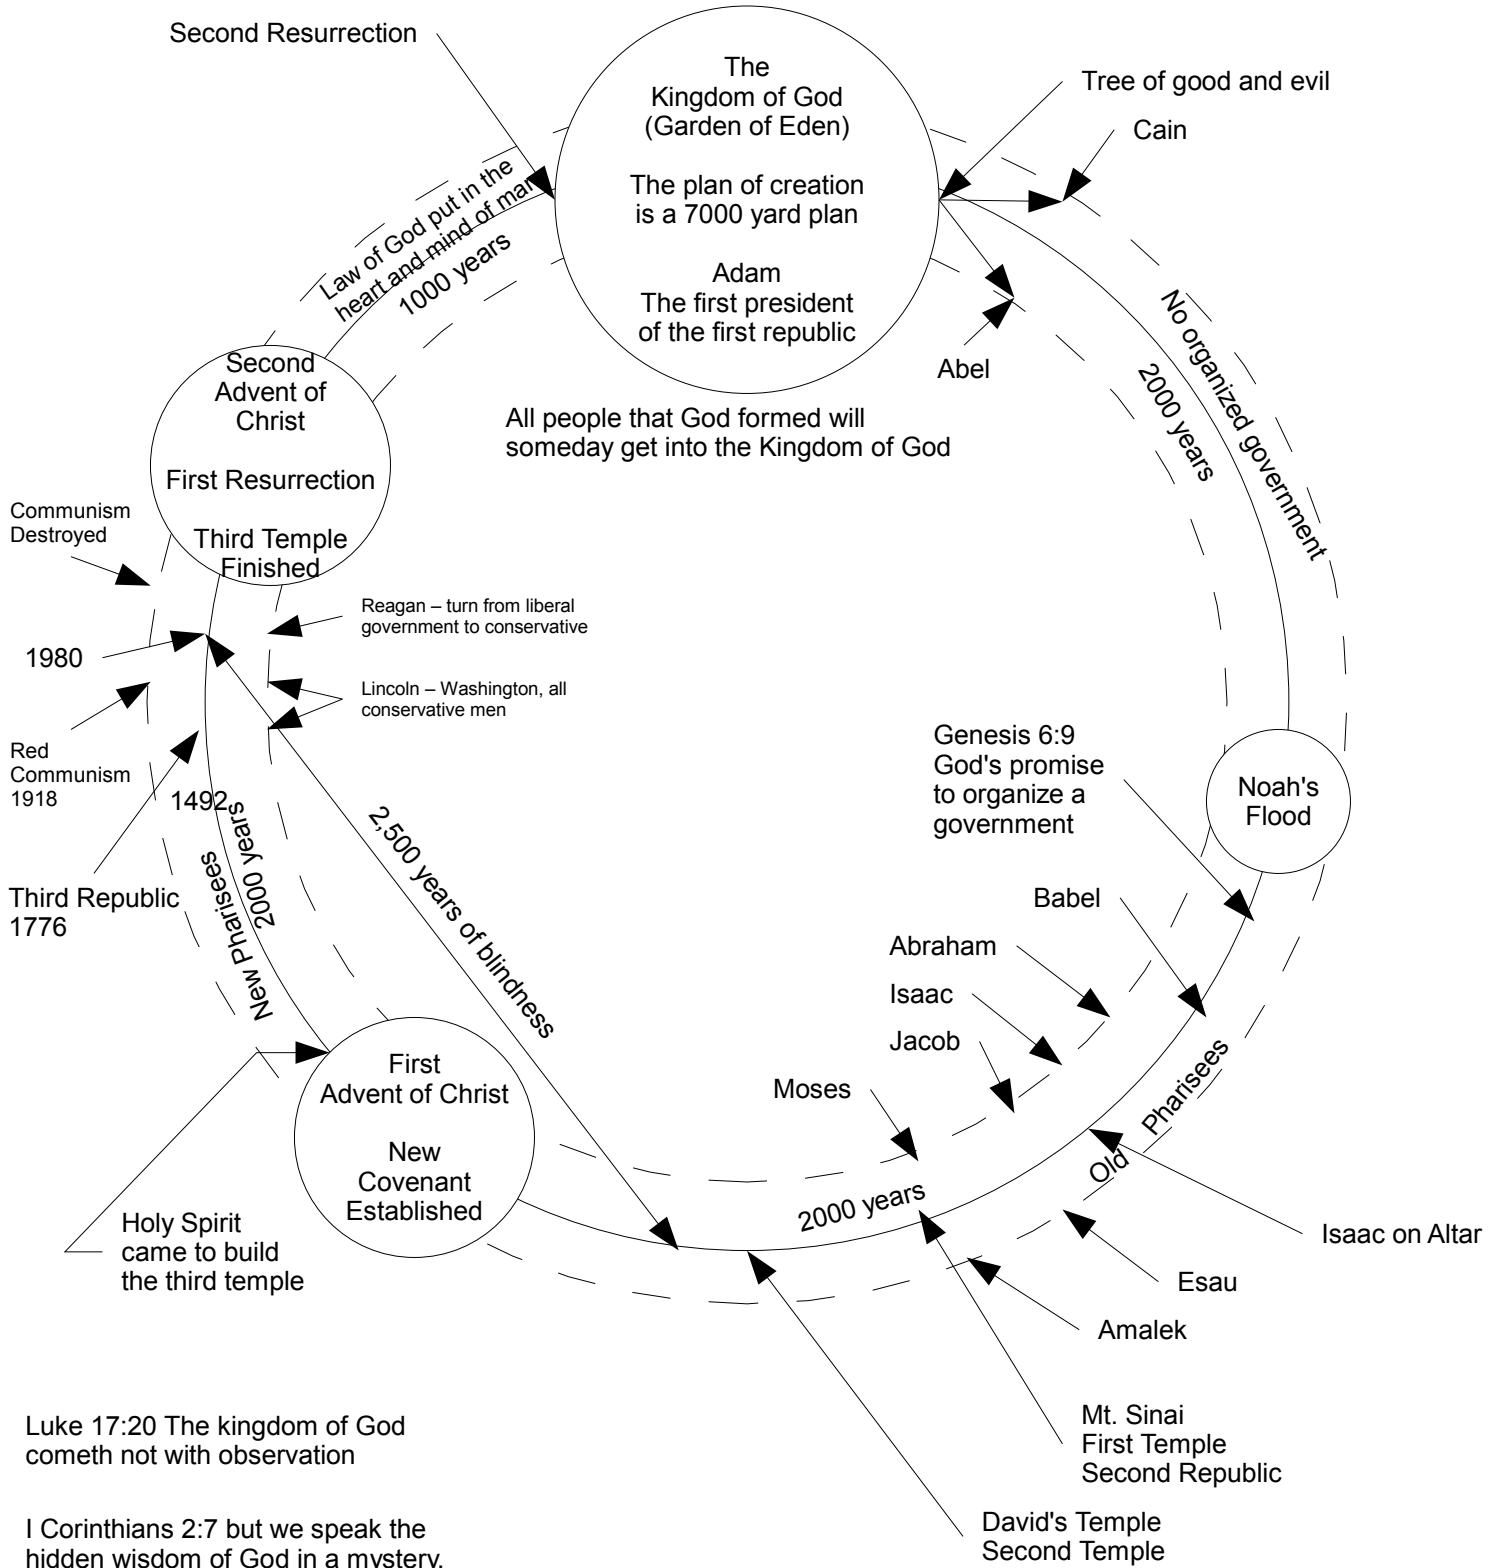 Second Resurrection
The
Kingdom of God
(Garden of Eden)
The plan of creation
is a 7000 yard plan
Adam
The first president
of the first republic
Tree of good and evil
Cain
Abel
All people that God formed will
someday get into the Kingdom of God
No organized government
2000 years
Noah's
Flood
Genesis 6:9
God's promise
to organize a
government
Babel
Abraham
Isaac
Jacob
Moses
Old Pharisees
2000 years
Isaac on Altar
Esau
Amalek
Mt. Sinai
First Temple
Second Republic
David's Temple
Second Temple
2,500 years of blindness
First
Advent of Christ
New
Covenant
Established
Holy Spirit
came to build
the third temple
New Pharisees
2000 years
1492
Third Republic
1776
Red
Communism
1918
1980
Communism
Destroyed
Reagan – turn from liberal
government to conservative
Lincoln – Washington, all
conservative men
Second
Advent of
Christ
First Resurrection
Third Temple
Finished
Law of God put in the
heart and mind of man
1000 years
Luke 17:20 The kingdom of God
cometh not with observation
I Corinthians 2:7 but we speak the
hidden wisdom of God in a mystery,